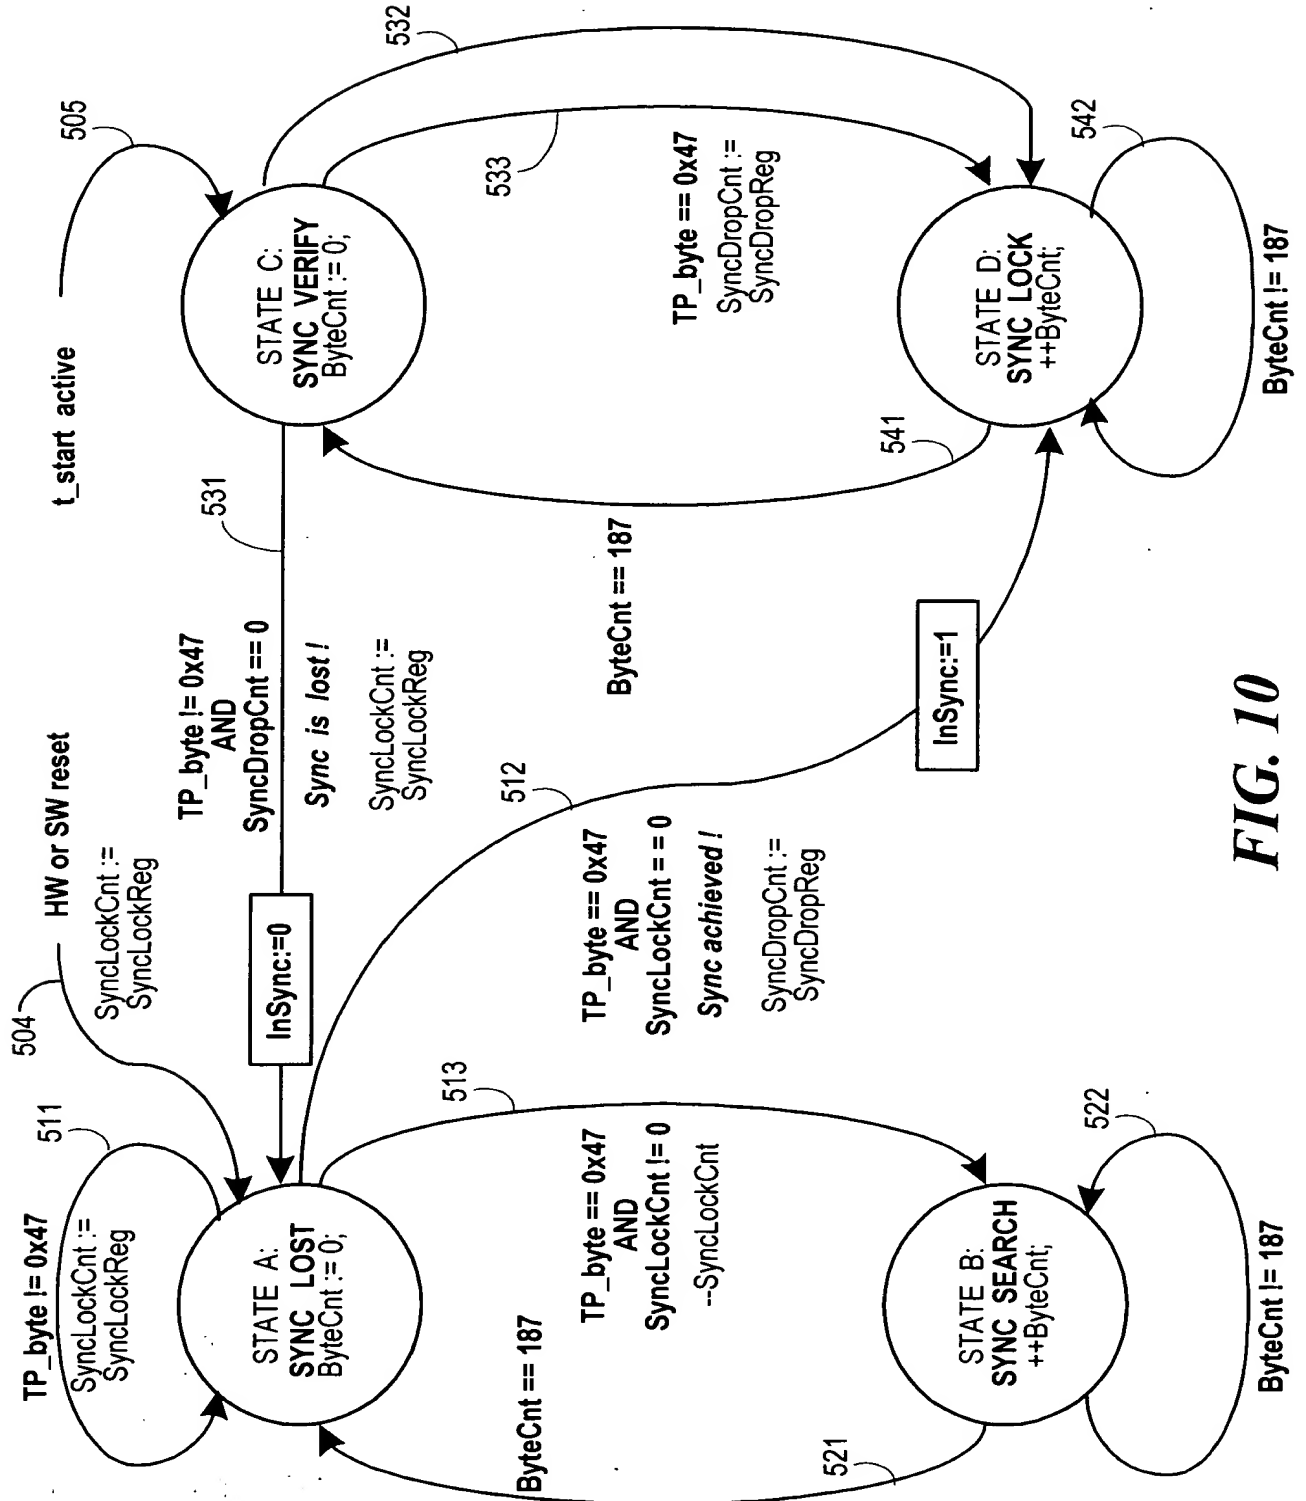 TP_byte != 0x47
SyncLockCnt :=
SyncLockReg
511
504
HW or SW reset
SyncLockCnt :=
SyncLockReg
t_start active
505
STATE A:
SYNC LOST
ByteCnt := 0;
InSync:=0
TP_byte != 0x47
AND
SyncDropCnt == 0
Sync is lost !
SyncLockCnt :=
SyncLockReg
531
STATE C:
SYNC VERIFY
ByteCnt := 0;
532
533
ByteCnt == 187
521
513
TP_byte == 0x47
AND
SyncLockCnt != 0
--SyncLockCnt
512
TP_byte == 0x47
AND
SyncLockCnt = = 0
Sync achieved !
SyncDropCnt :=
SyncDropReg
InSync:=1
ByteCnt == 187
541
TP_byte == 0x47
SyncDropCnt :=
SyncDropReg
STATE B:
SYNC SEARCH
++ByteCnt;
522
ByteCnt != 187
STATE D:
SYNC LOCK
++ByteCnt;
542
ByteCnt != 187
FIG. 10